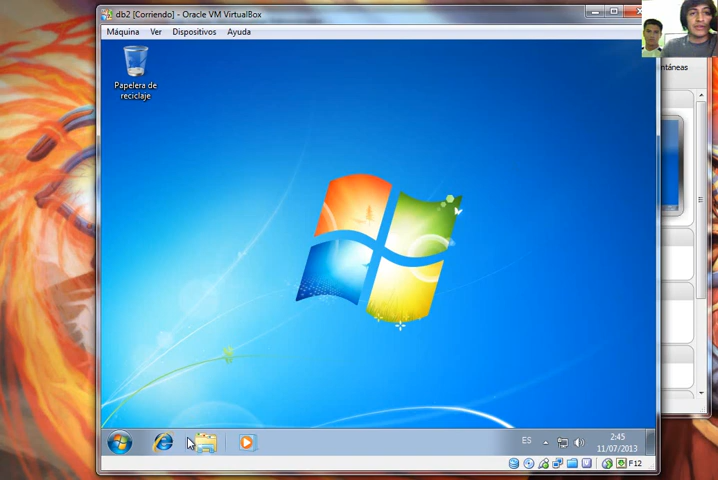 db2 [Corriendo] - Oracle VM VirtualBox
Máquina Ver Dispositivos Ayuda
ntáneas
Papelera de
reciclaje
ES
2:45
11/07/2013
F12